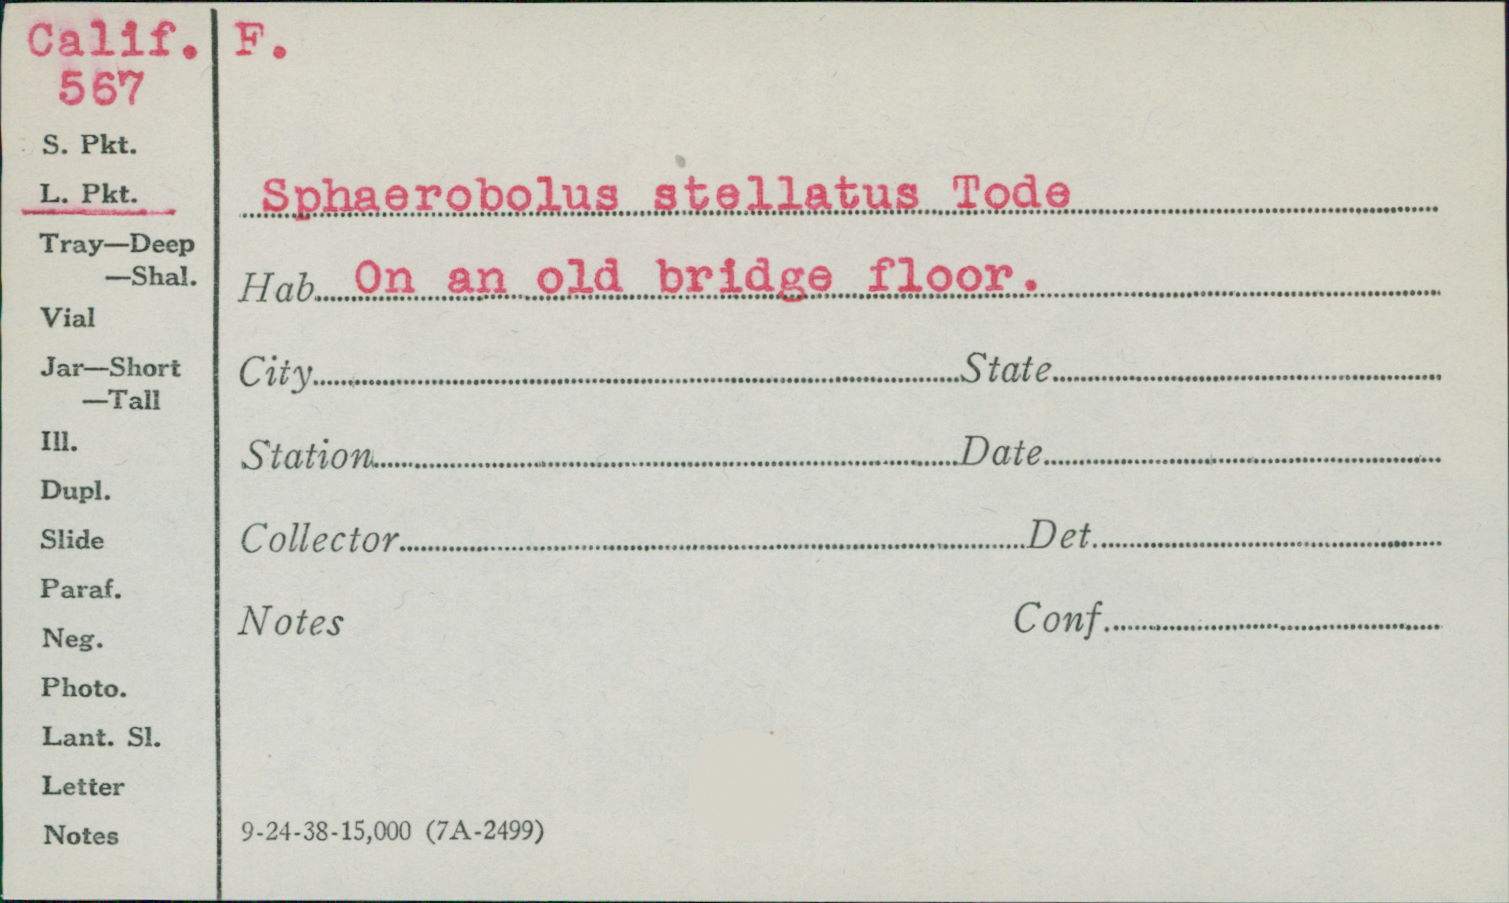 Calif.
567
S. Pkt.
L. Pkt.
Tray—Deep
—Shal.
Vial
Jar—Short
—Tall
Ill.
Dupl.
Slide
Paraf.
Neg.
Photo.
Lant. Sl.
Letter
Notes
F.
Sphaerobolus stellatus Tode
Hab. On an old bridge floor.
City State
Station Date
Collector Det.
Notes Conf.
9-24-38-15,000 (7A-2499)